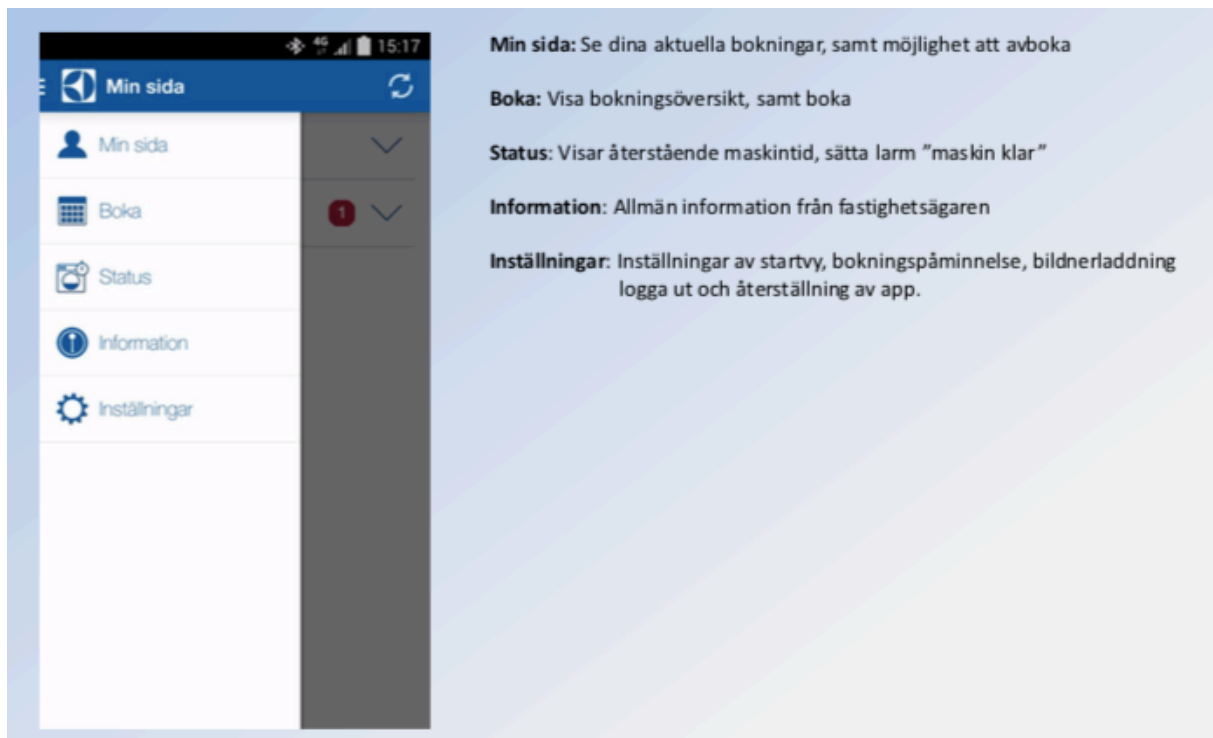 4G 15:17
Min sida
Min sida
Boka
1
Status
Information
Inställningar
Min sida: Se dina aktuella bokningar, samt möjlighet att avboka
Boka: Visa bokningsöversikt, samt boka
Status: Visar återstående maskintid, sätta larm ”maskin klar”
Information: Allmän information från fastighetsägaren
Inställningar: Inställningar av startvy, bokningspåminnelse, bildnerladdning
logga ut och återställning av app.